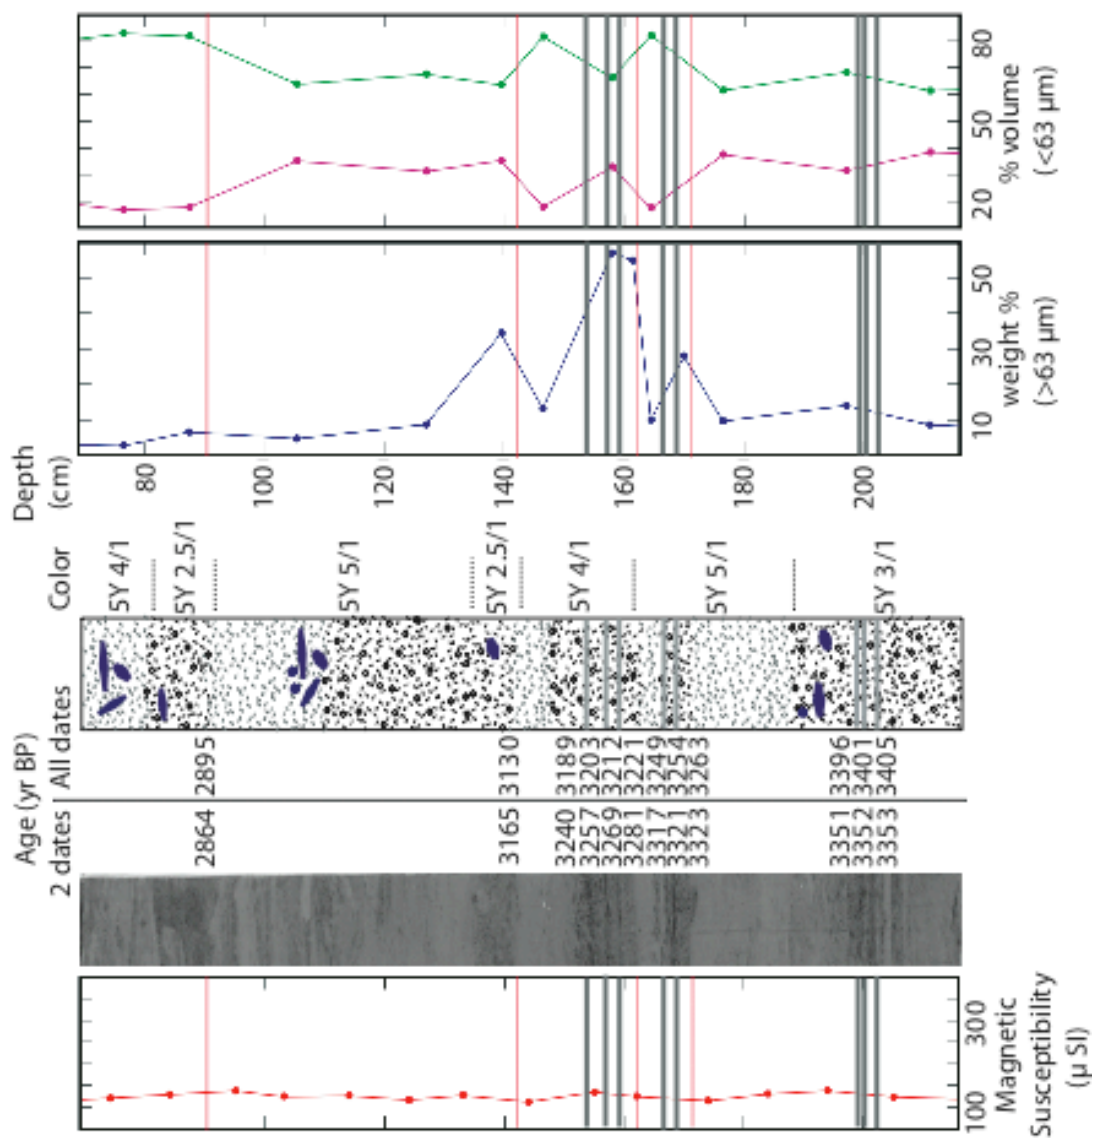 Magnetic
Susceptibility
(µ SI)
100
300
Age (yr BP)
2 dates
2864
3165
3240
3257
3269
3281
3317
3321
3323
3351
3352
3353
All dates
2895
3130
3189
3203
3212
3221
3249
3254
3263
3396
3401
3405
Color
5Y 4/1
5Y 2.5/1
5Y 5/1
5Y 2.5/1
5Y 4/1
5Y 5/1
5Y 3/1
Depth
(cm)
80
100
120
140
160
180
200
10
30
50
weight %
(>63 µm)
20
50
80
% volume
(<63 µm)